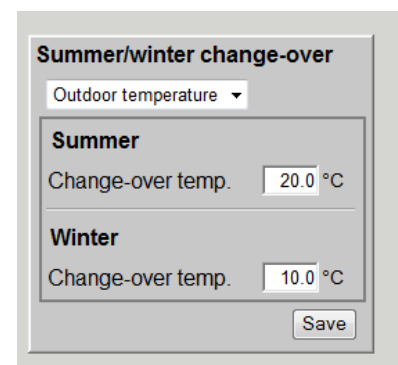 Summer/winter change-over
Outdoor temperature
Summer
Change-over temp. 20.0 °C
Winter
Change-over temp. 10.0 °C
Save